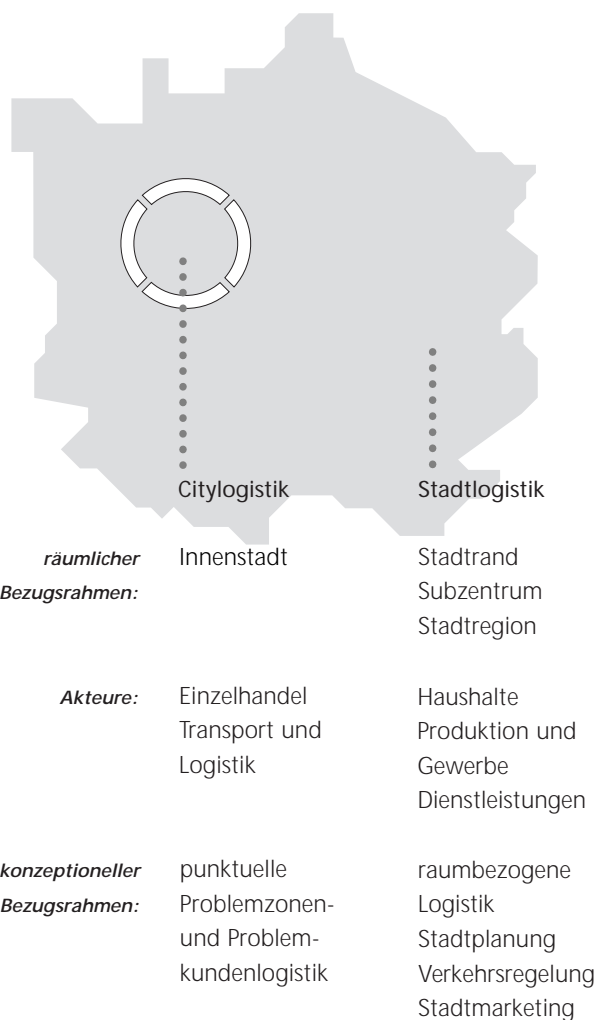 Citylogistik Stadtlogistik
räumlicher Innenstadt Stadtrand
Bezugsrahmen: Subzentrum
Stadtregion
Akteure: Einzelhandel Haushalte
Transport und Produktion und
Logistik Gewerbe
Dienstleistungen
konzeptioneller punktuelle raumbezogene
Bezugsrahmen: Problemzonen- Logistik
und Problem- Stadtplanung
kundenlogistik Verkehrsregelung
Stadtmarketing